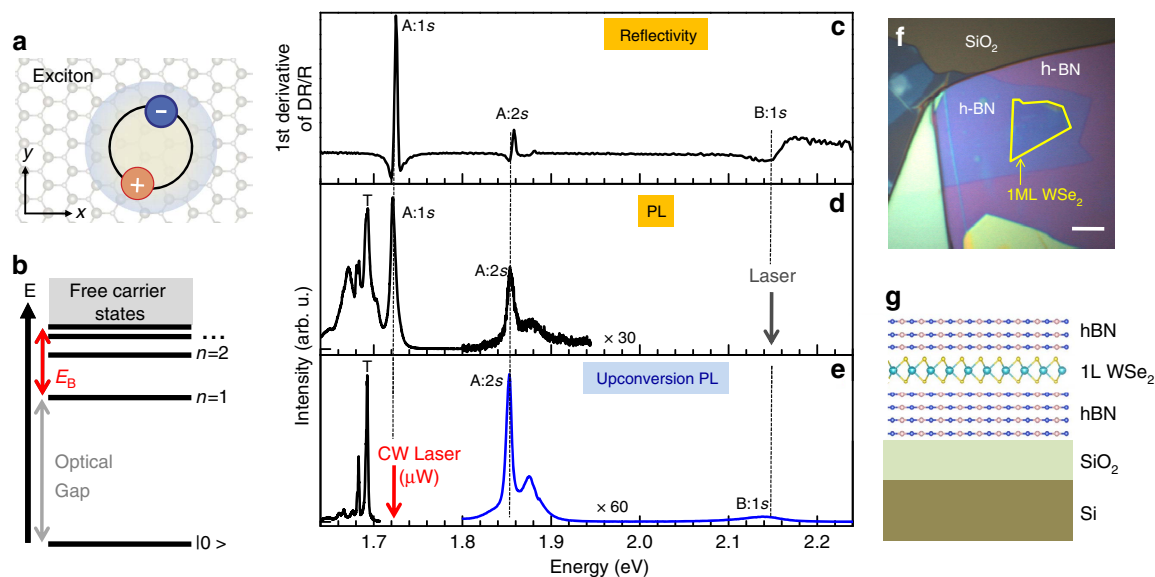 a
Exciton
−
+
y
x
b
E
Free carrier
states
...
n=2
E_B
n=1
Optical
Gap
|0 >
c
A:1s
Reflectivity
A:2s
B:1s
1st derivative
of DR/R
d
T
A:1s
PL
A:2s
Laser
× 30
Intensity (arb. u.)
e
T
A:2s
Upconversion PL
CW Laser
(μW)
× 60
B:1s
1.7
1.8
1.9
2.0
2.1
2.2
Energy (eV)
f
SiO₂
h-BN
h-BN
1ML WSe₂
g
hBN
1L WSe₂
hBN
SiO₂
Si